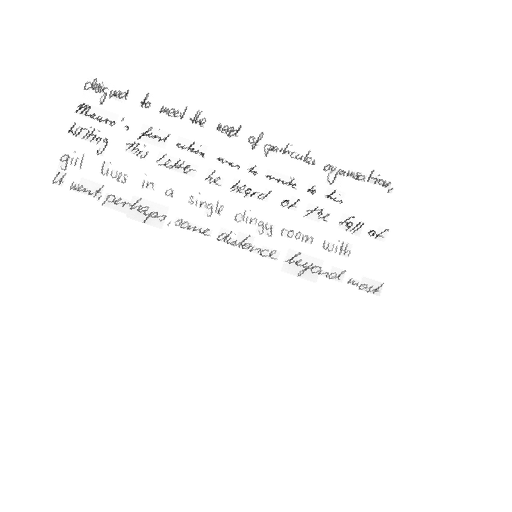 designed to meet the need of particular organisation,
Mauro's first action was to write to his
writing this letter he heard of the fall of
girl lives in a single dingy room with
It went, perhaps, some distance beyond most